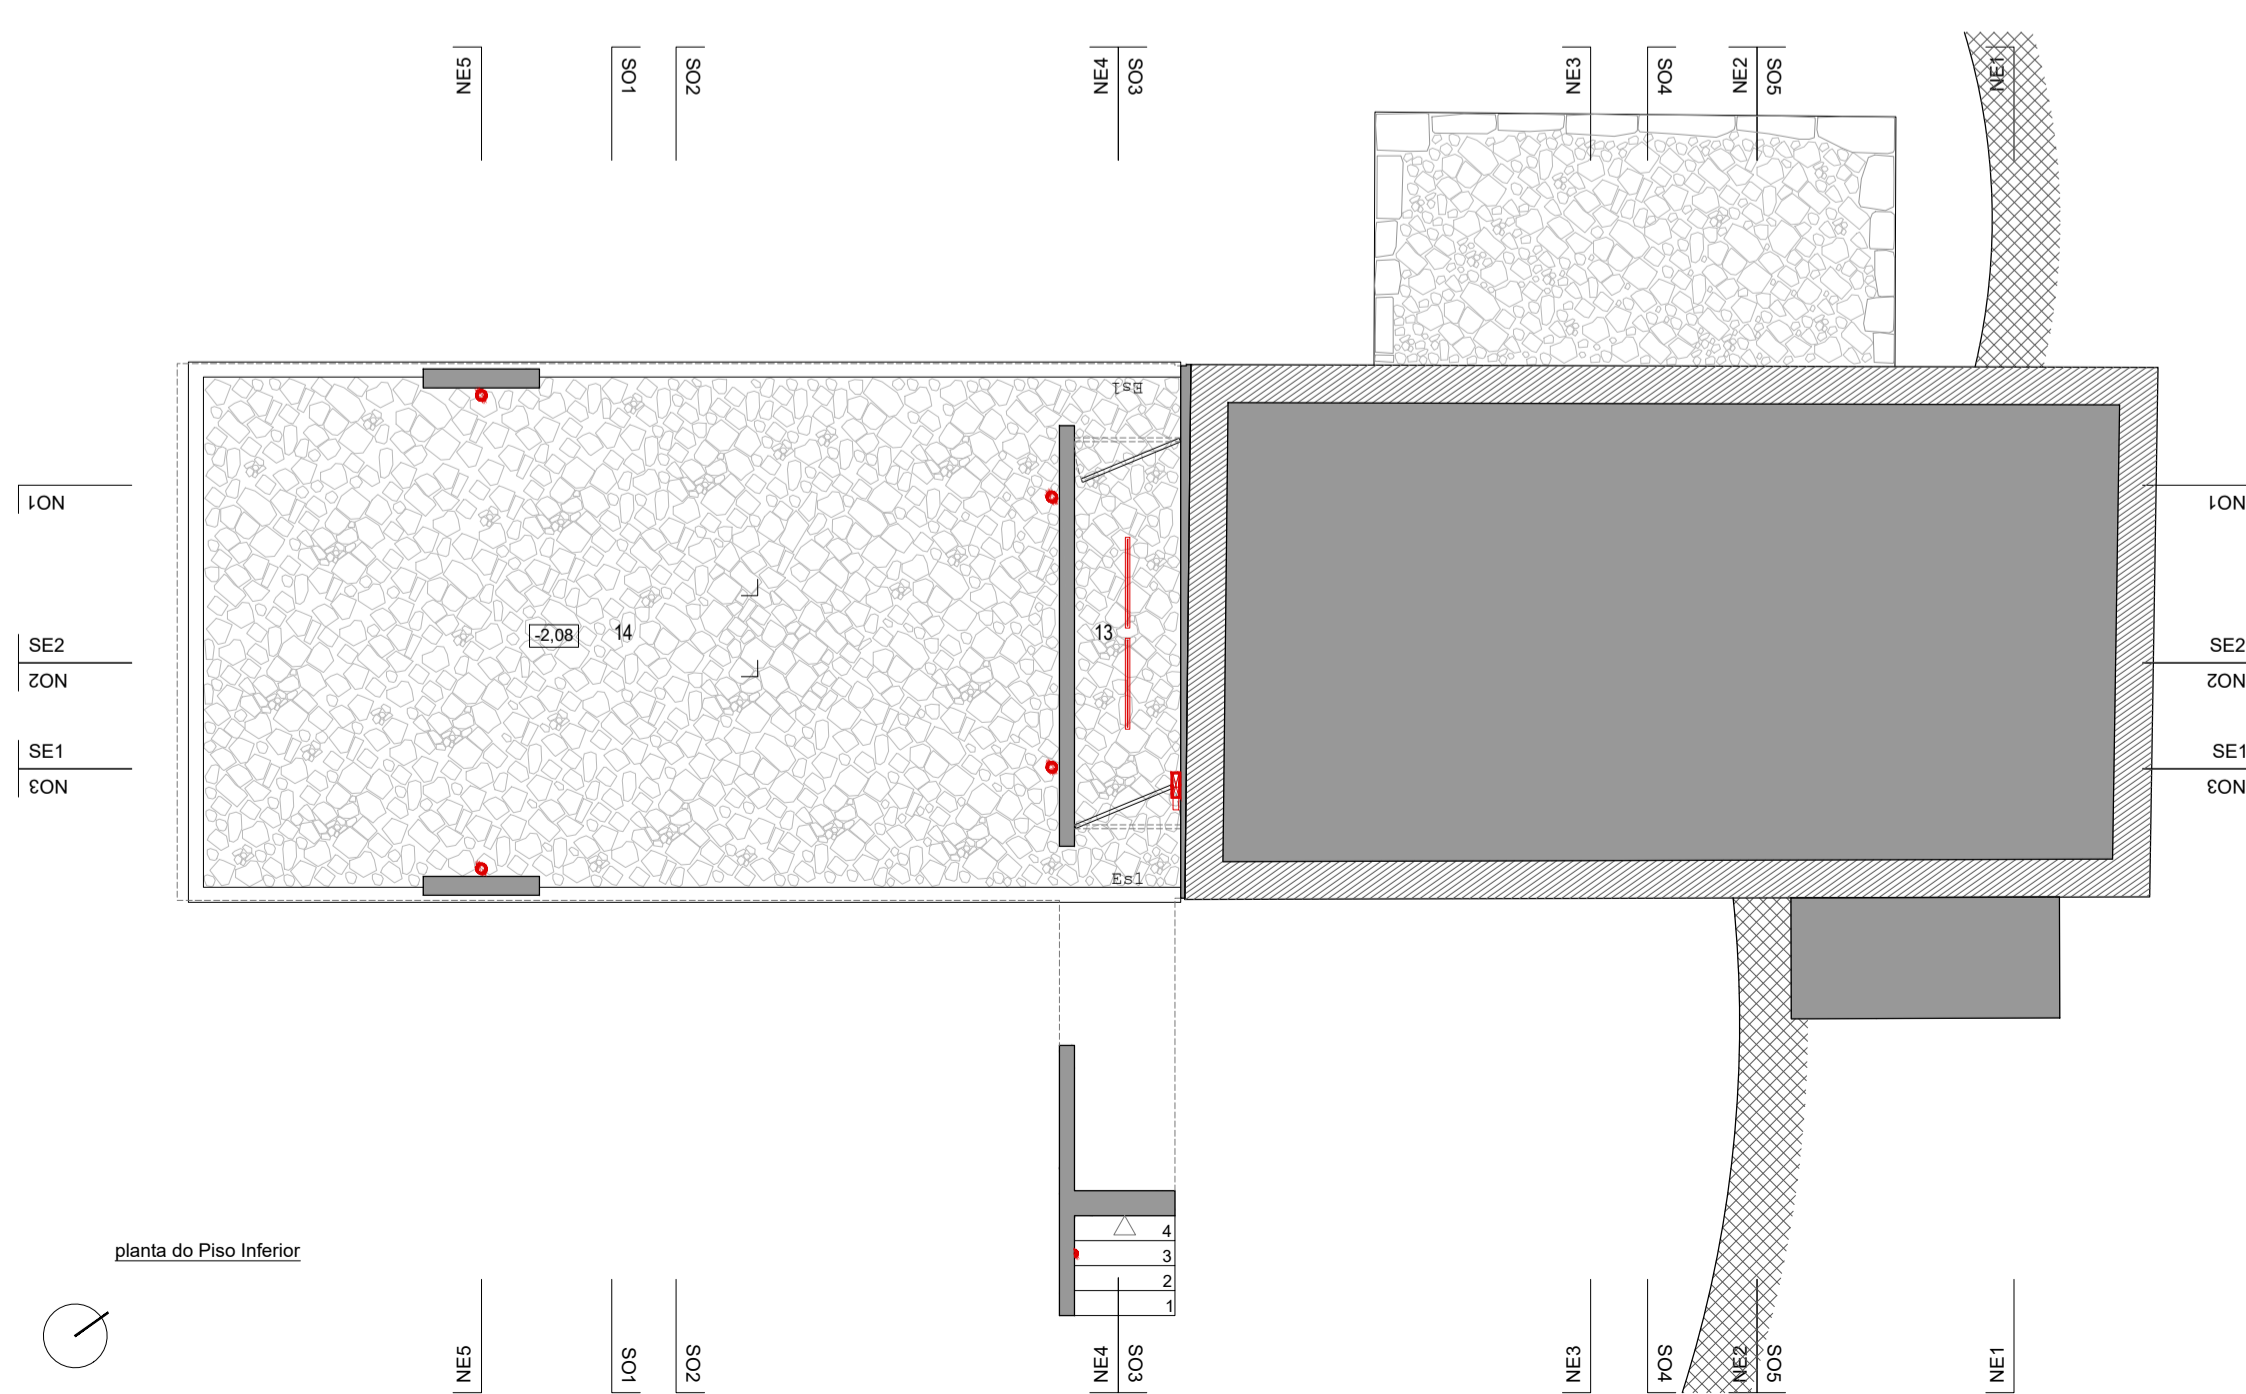 NE5
SO1
SO2
NE4
SO3
NE3
SO4
NE2
SO5
NE1
Es1
NO1
NO1
-2,08
14
13
SE2
NO2
SE2
NO2
SE1
NO3
SE1
NO3
Es1
4
3
2
1
planta do Piso Inferior
NE5
SO1
SO2
NE4
SO3
NE3
SO4
NE2
SO5
NE1